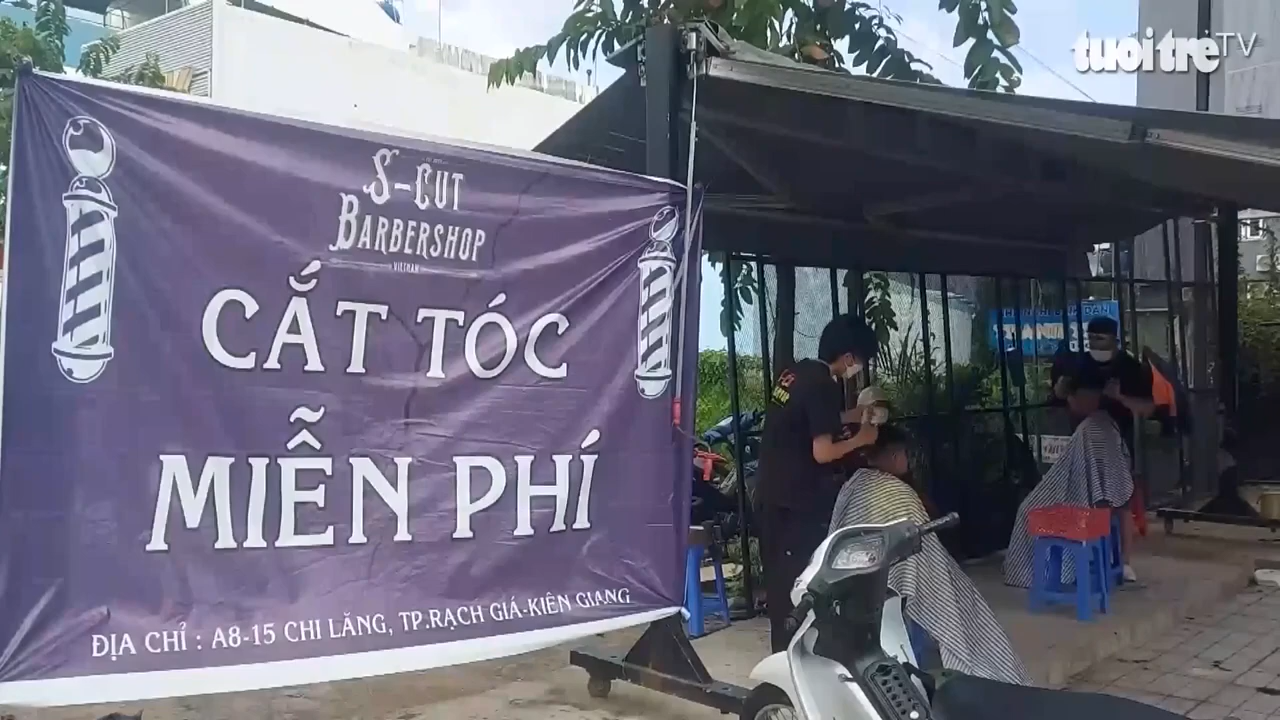 tuoitre TV
S-CUT
BARBERSHOP
VIETNAM
CẮT TÓC
MIỄN PHÍ
ĐỊA CHỈ : A8-15 CHI LĂNG, TP.RẠCH GIÁ-KIÊN GIANG